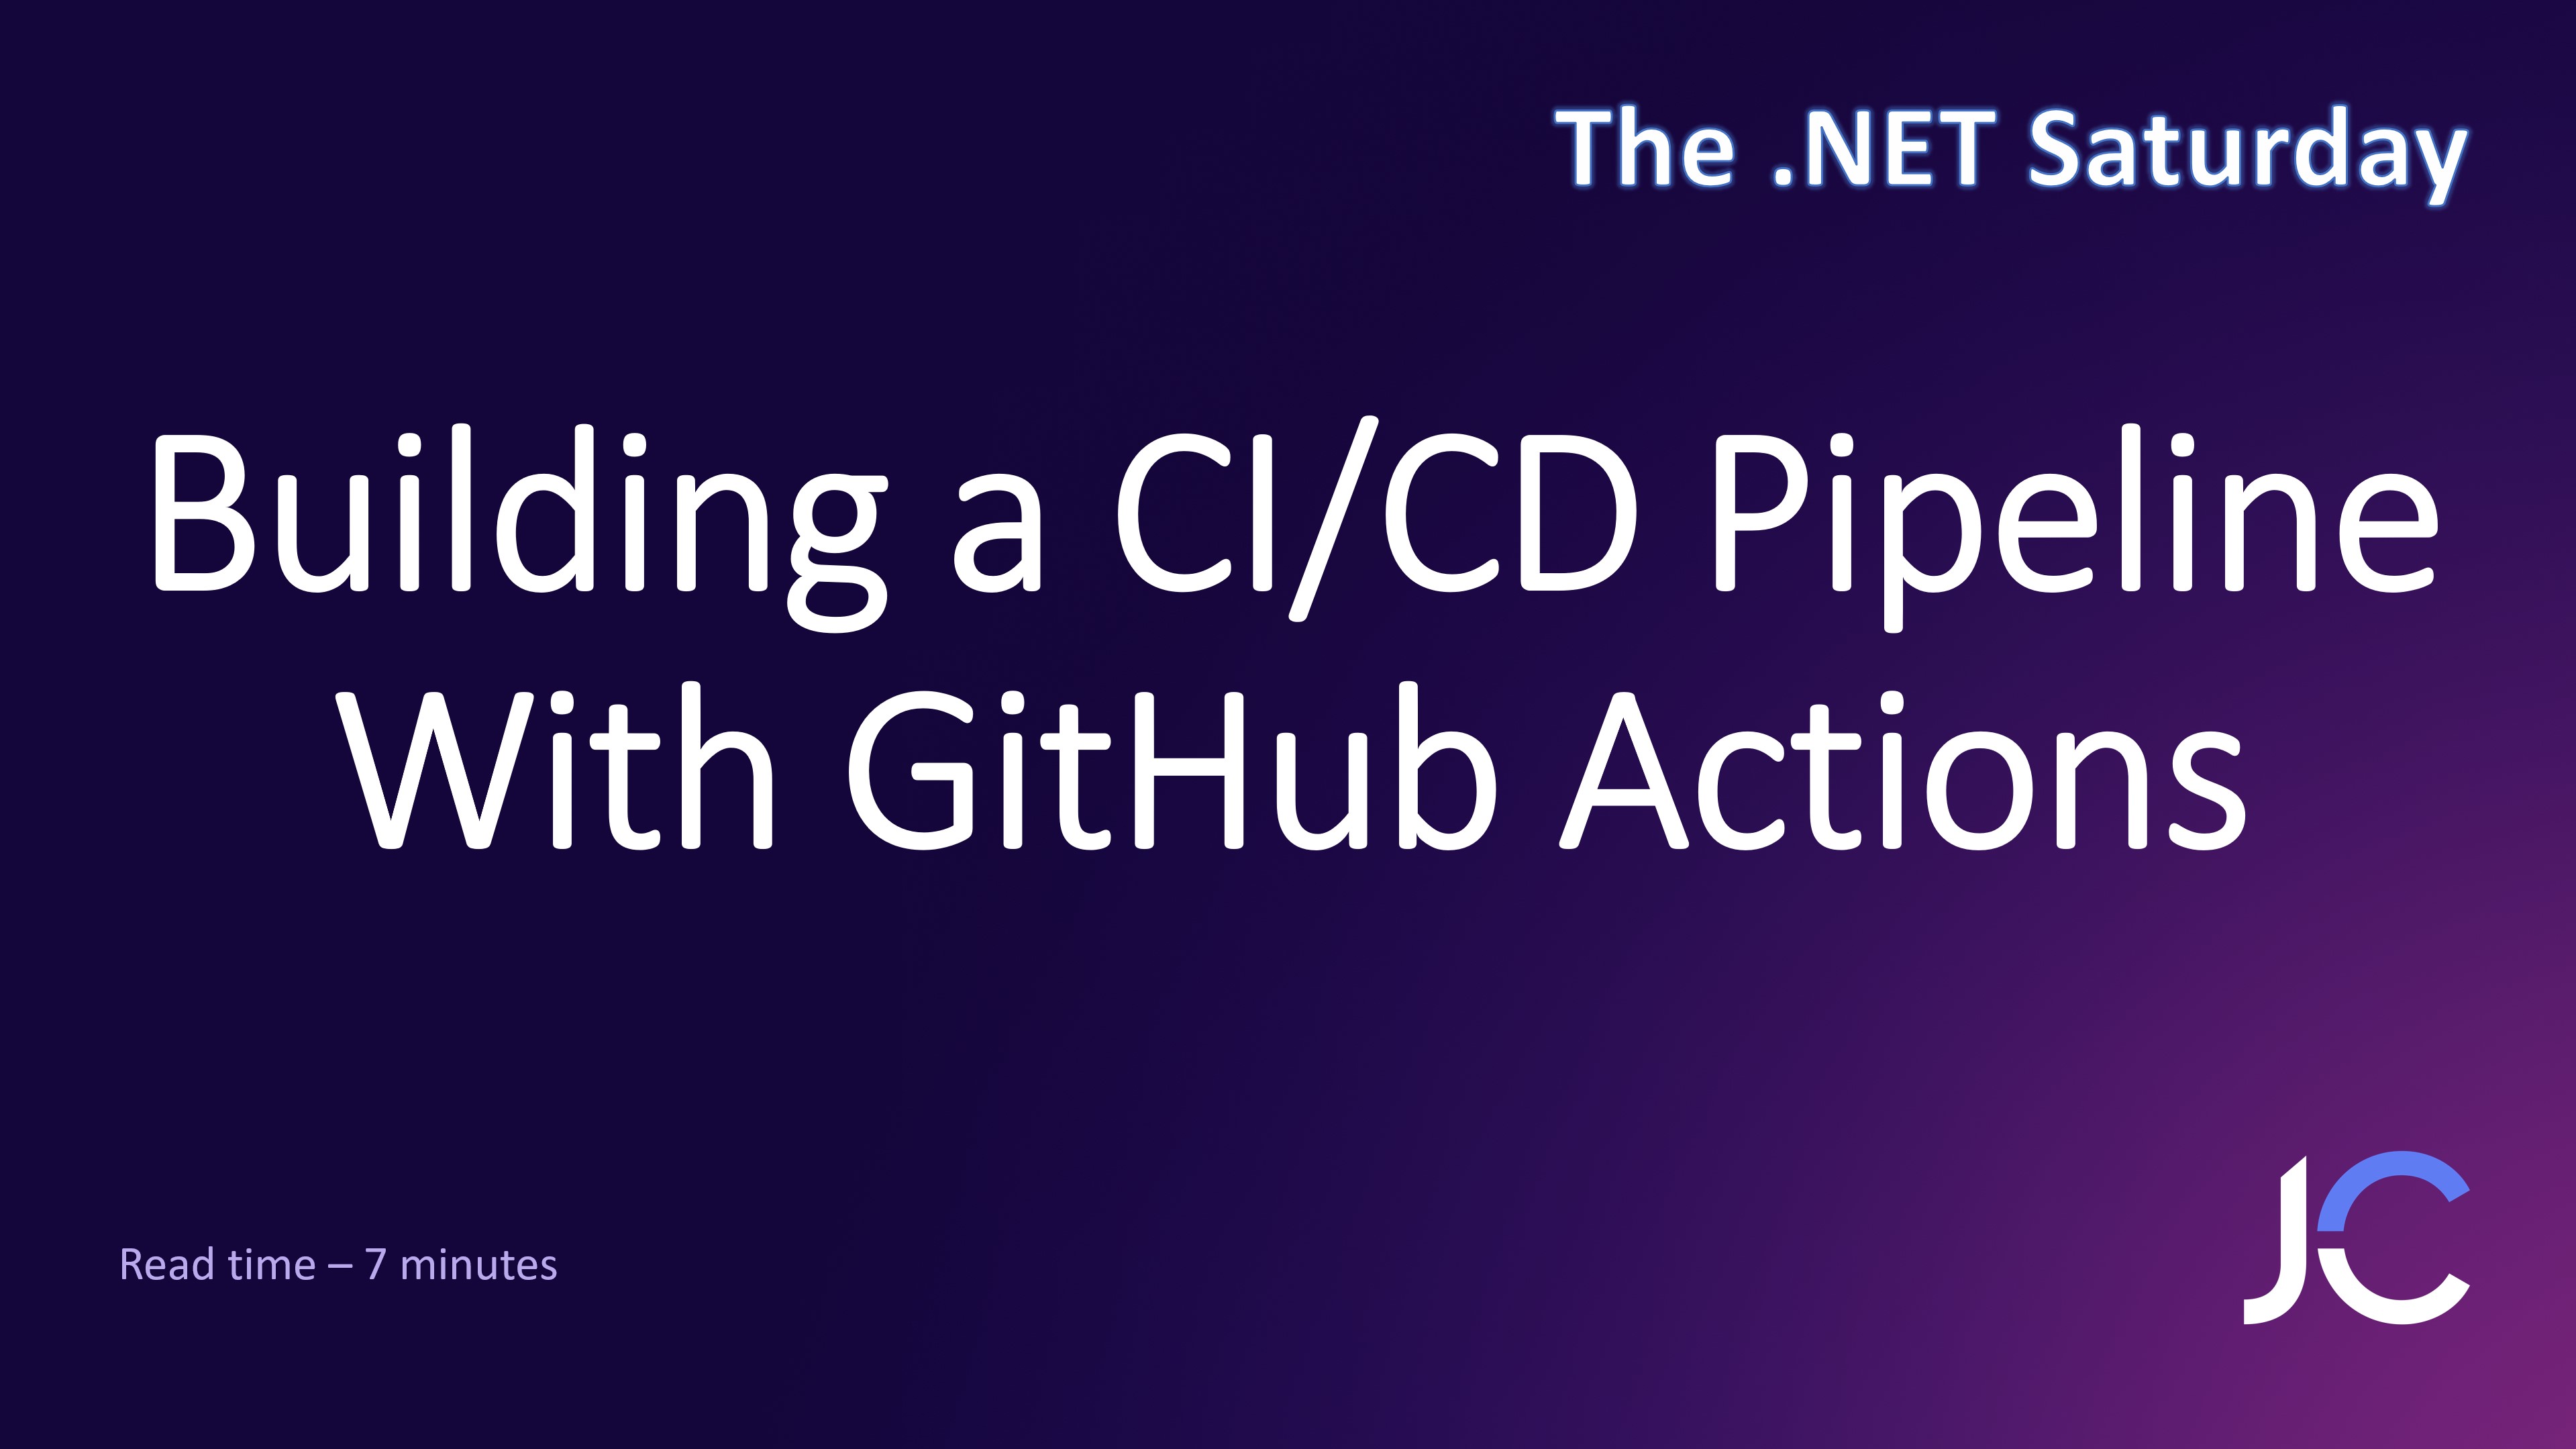 The .NET Saturday
Building a CI/CD Pipeline
With GitHub Actions
Read time – 7 minutes
JC